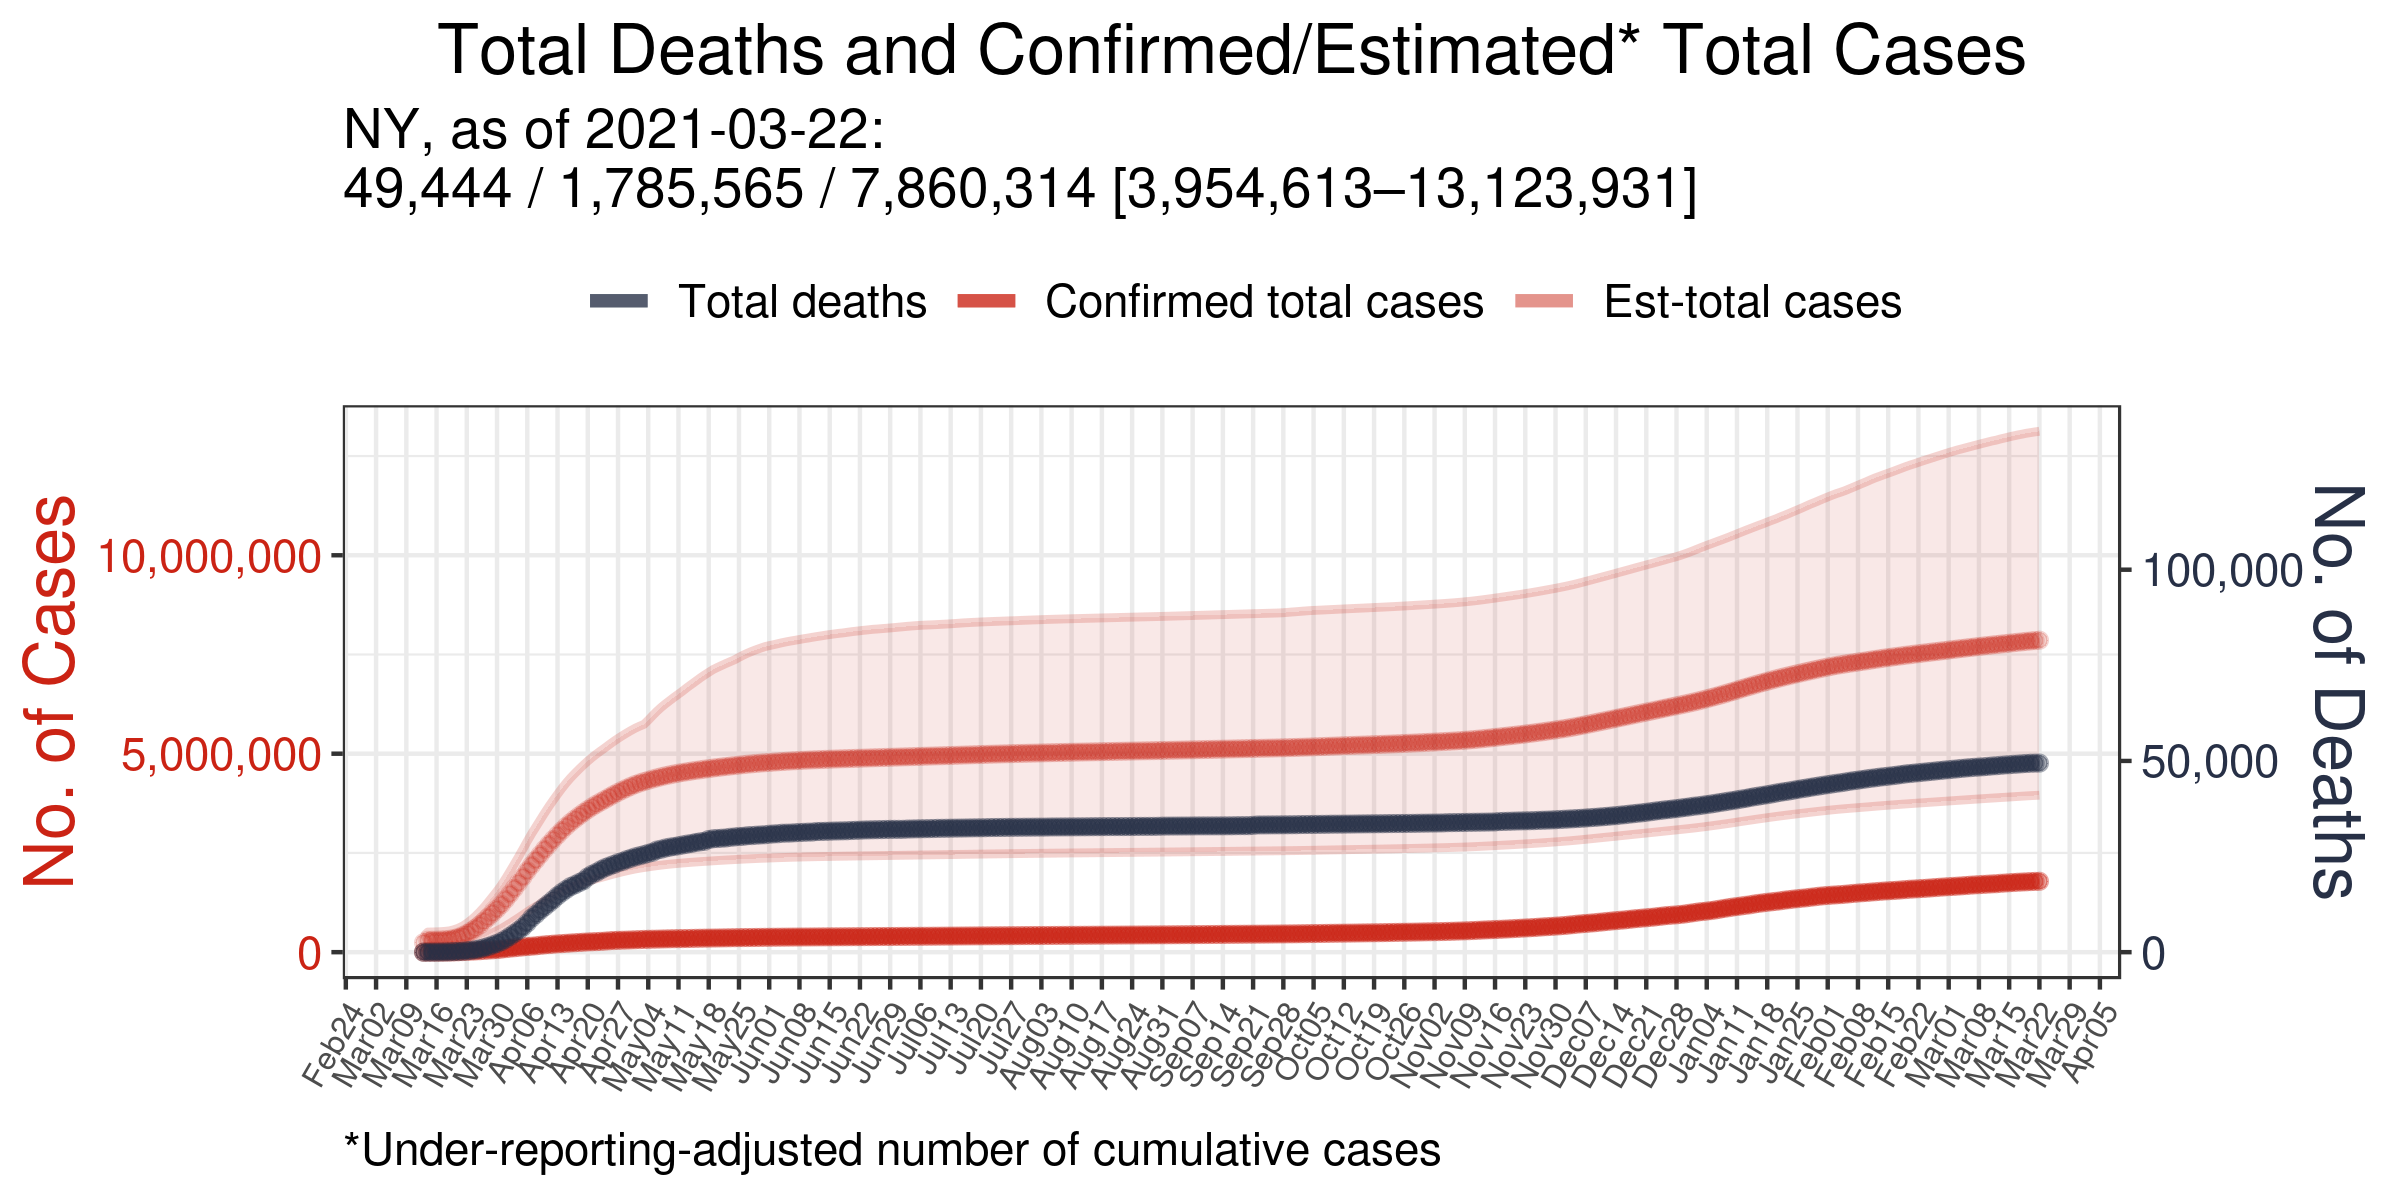 Total Deaths and Confirmed/Estimated* Total Cases
NY, as of 2021-03-22:
49,444 / 1,785,565 / 7,860,314 [3,954,613–13,123,931]
Total deaths
Confirmed total cases
Est-total cases
No. of Cases
10,000,000
5,000,000
0
100,000
50,000
0
No. of Deaths
Feb24
Mar02
Mar09
Mar16
Mar23
Mar30
Apr06
Apr13
Apr20
Apr27
May04
May11
May18
May25
Jun01
Jun08
Jun15
Jun22
Jun29
Jul06
Jul13
Jul20
Jul27
Aug03
Aug10
Aug17
Aug24
Aug31
Sep07
Sep14
Sep21
Sep28
Oct05
Oct12
Oct19
Oct26
Nov02
Nov09
Nov16
Nov23
Nov30
Dec07
Dec14
Dec21
Dec28
Jan04
Jan11
Jan18
Jan25
Feb01
Feb08
Feb15
Feb22
Mar01
Mar08
Mar15
Mar22
Mar29
Apr05
*Under-reporting-adjusted number of cumulative cases